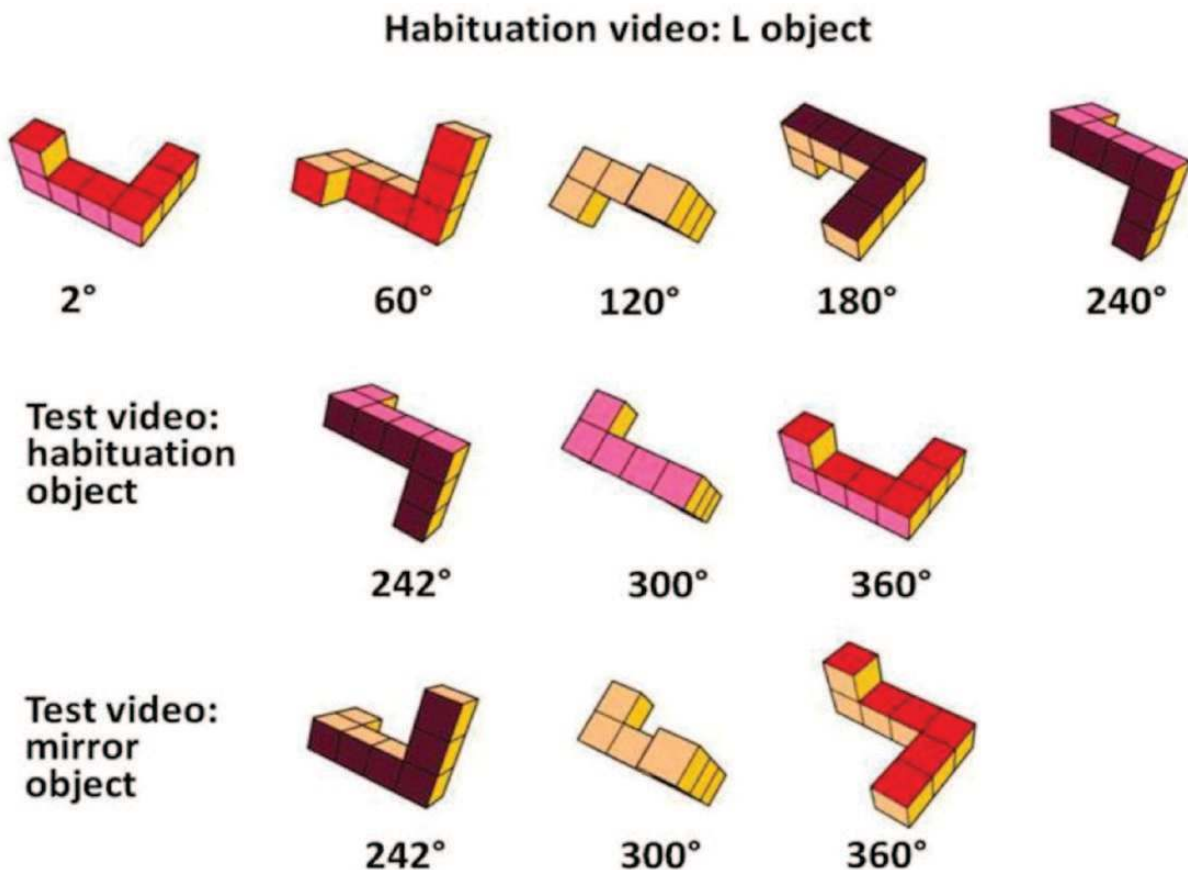 Habituation video: L object
2° 60° 120° 180° 240°
Test video:
habituation
object
242° 300° 360°
Test video:
mirror
object
242° 300° 360°